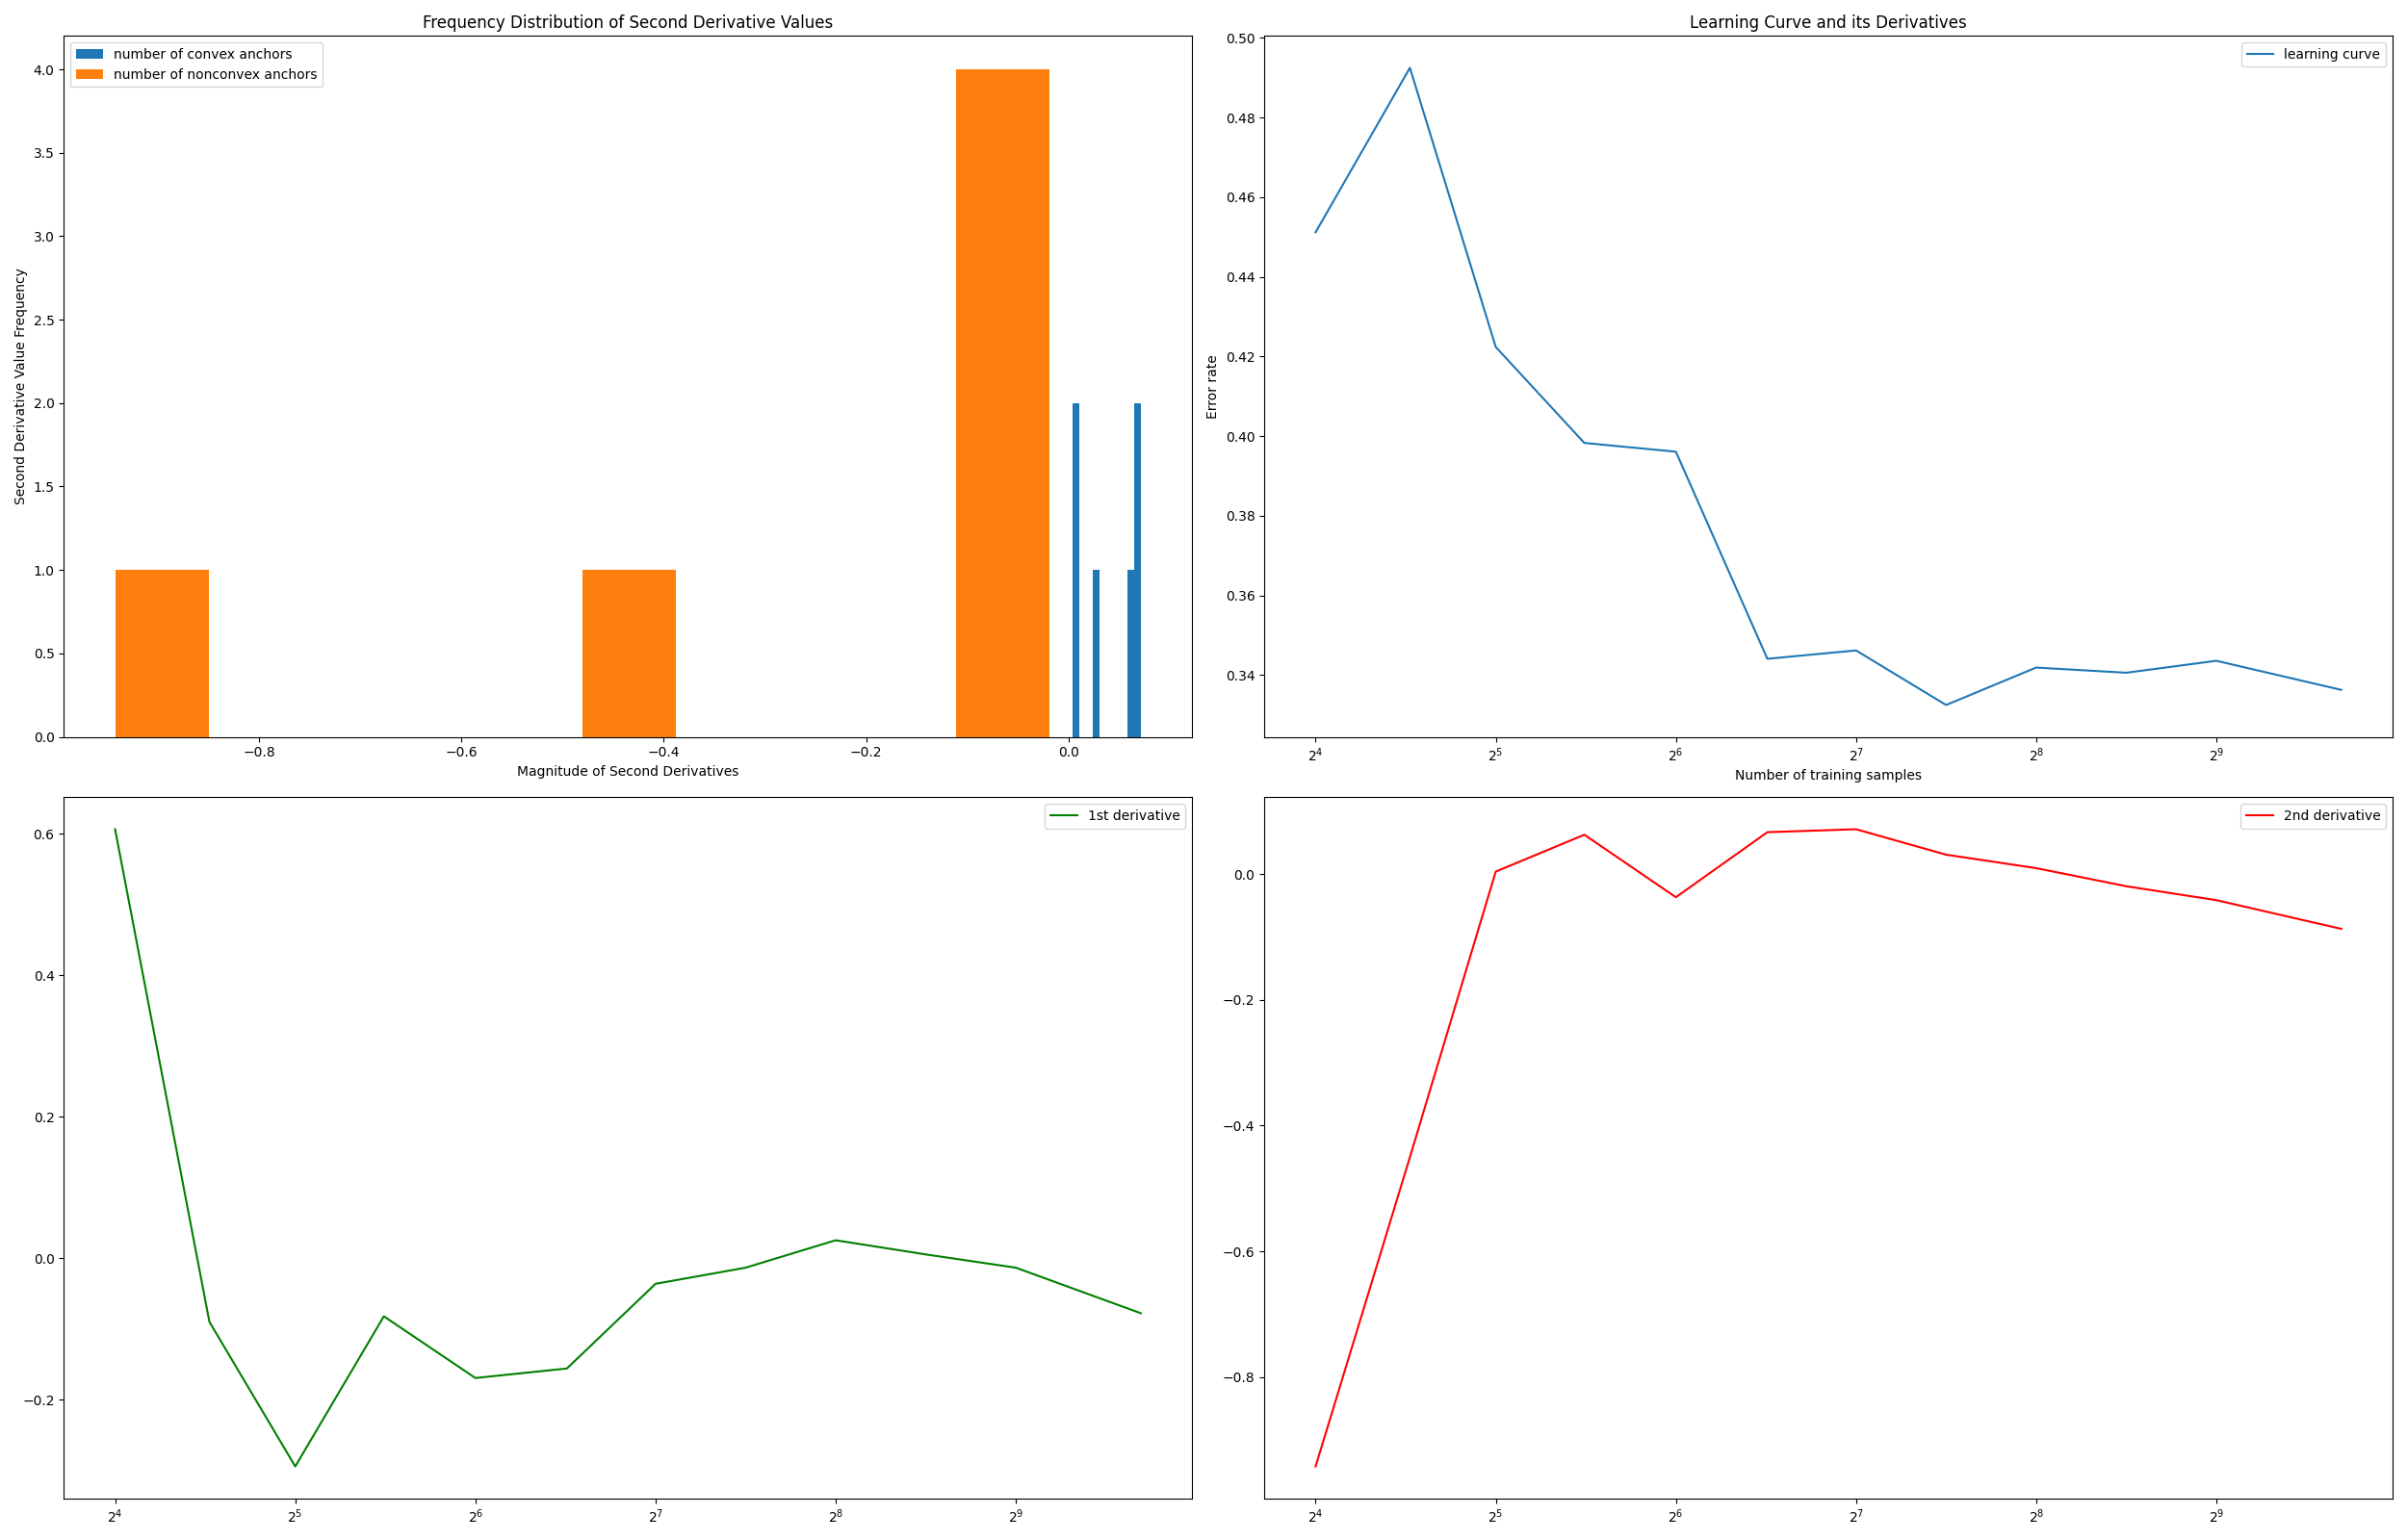 Frequency Distribution of Second Derivative Values
number of convex anchors
number of nonconvex anchors
4.0
3.5
3.0
2.5
2.0
1.5
1.0
0.5
0.0
Second Derivative Value Frequency
−0.8 −0.6 −0.4 −0.2 0.0
Magnitude of Second Derivatives
Learning Curve and its Derivatives
learning curve
0.50
0.48
0.46
0.44
0.42
0.40
0.38
0.36
0.34
Error rate
2⁴ 2⁵ 2⁶ 2⁷ 2⁸ 2⁹
Number of training samples
1st derivative
0.6
0.4
0.2
0.0
−0.2
2⁴ 2⁵ 2⁶ 2⁷ 2⁸ 2⁹
2nd derivative
0.0
−0.2
−0.4
−0.6
−0.8
2⁴ 2⁵ 2⁶ 2⁷ 2⁸ 2⁹